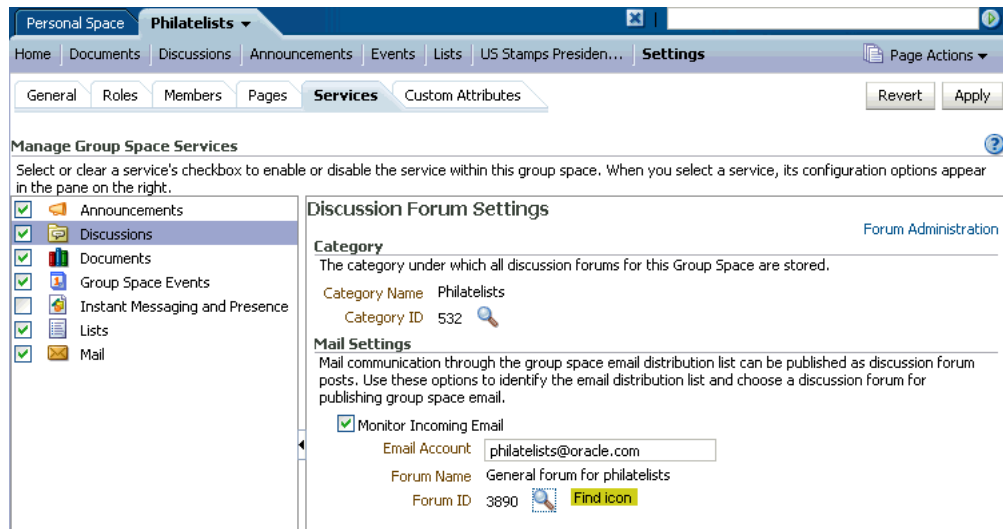 Personal Space
Philatelists
Home
Documents
Discussions
Announcements
Events
Lists
US Stamps Presiden...
Settings
Page Actions
General
Roles
Members
Pages
Services
Custom Attributes
Revert
Apply
Manage Group Space Services
Select or clear a service's checkbox to enable or disable the service within this group space. When you select a service, its configuration options appear
in the pane on the right.
Announcements
Discussions
Documents
Group Space Events
Instant Messaging and Presence
Lists
Mail
Discussion Forum Settings
Forum Administration
Category
The category under which all discussion forums for this Group Space are stored.
Category Name Philatelists
Category ID 532
Mail Settings
Mail communication through the group space email distribution list can be published as discussion forum
posts. Use these options to identify the email distribution list and choose a discussion forum for
publishing group space email.
Monitor Incoming Email
Email Account philatelists@oracle.com
Forum Name General forum for philatelists
Forum ID 3890 Find icon